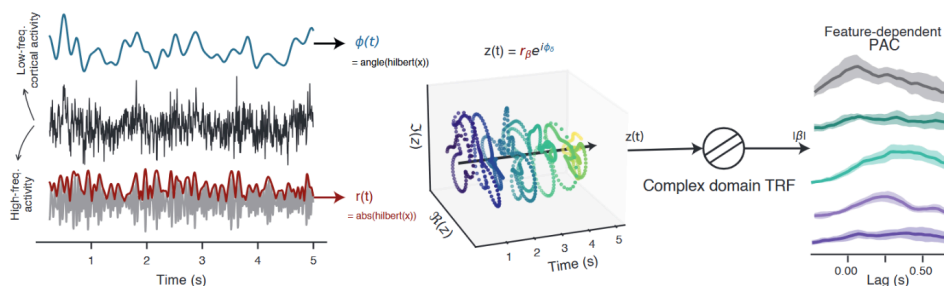 Low-freq.
cortical activity
High-freq.
activity
ϕ(t)
= angle(hilbert(x))
r(t)
= abs(hilbert(x))
1 2 3 4 5
Time (s)
z(t) = r_β e^{iϕ_δ}
ℑ(z)
ℜ(z)
1 2 3 4 5
Time (s)
z(t)
Complex domain TRF
|β|
Feature-dependent
PAC
0.00 0.50
Lag (s)